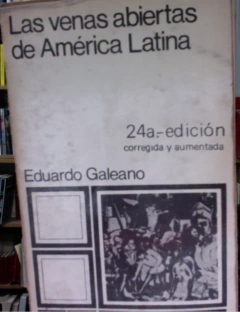 Las venas abiertas
de América Latina
24a.-edición
corregida y aumentada
Eduardo Galeano